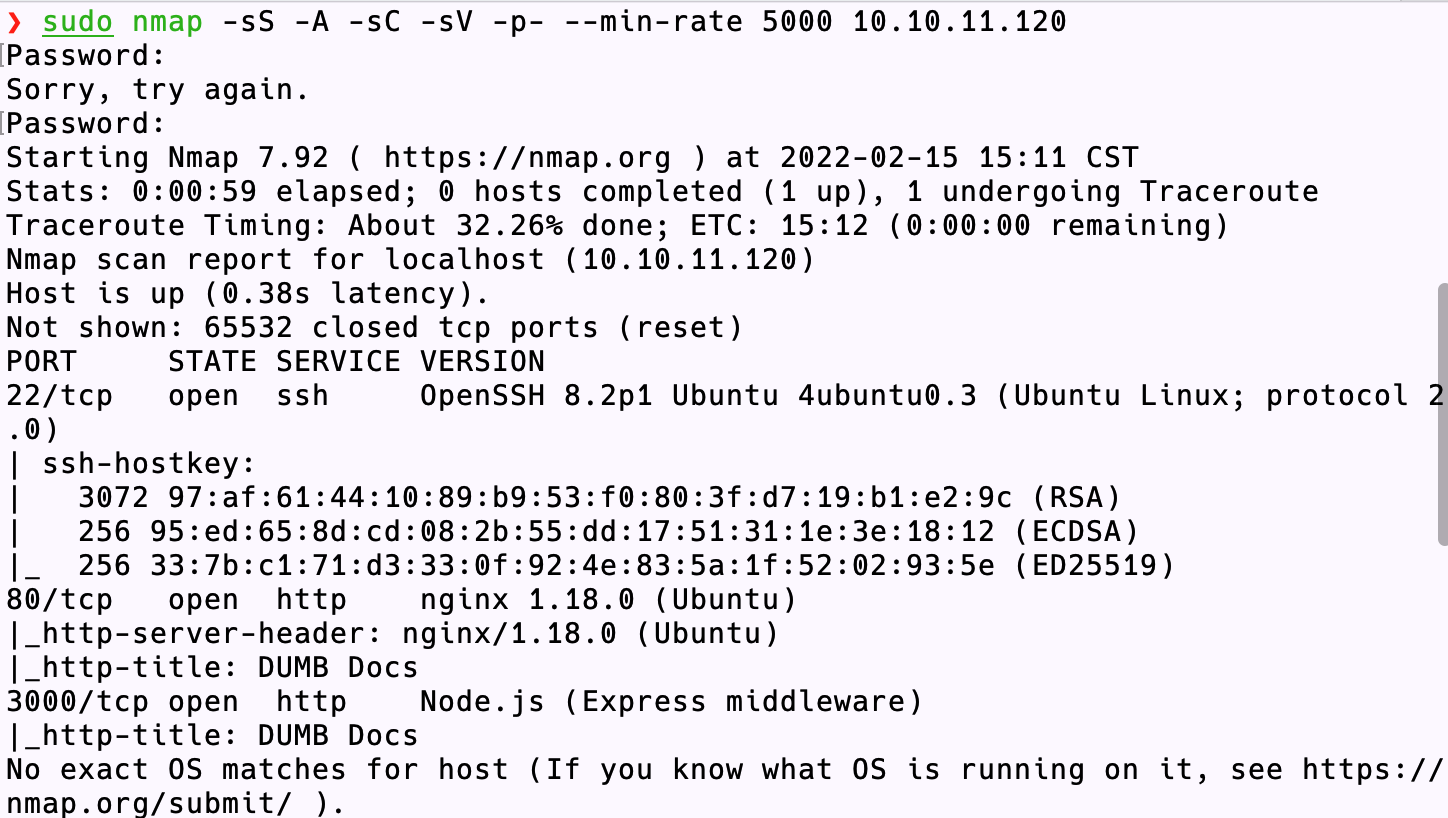 ❯ sudo nmap -sS -A -sC -sV -p- --min-rate 5000 10.10.11.120
Password:
Sorry, try again.
Password:
Starting Nmap 7.92 ( https://nmap.org ) at 2022-02-15 15:11 CST
Stats: 0:00:59 elapsed; 0 hosts completed (1 up), 1 undergoing Traceroute
Traceroute Timing: About 32.26% done; ETC: 15:12 (0:00:00 remaining)
Nmap scan report for localhost (10.10.11.120)
Host is up (0.38s latency).
Not shown: 65532 closed tcp ports (reset)
PORT     STATE SERVICE VERSION
22/tcp   open  ssh     OpenSSH 8.2p1 Ubuntu 4ubuntu0.3 (Ubuntu Linux; protocol 2
.0)
| ssh-hostkey:
|   3072 97:af:61:44:10:89:b9:53:f0:80:3f:d7:19:b1:e2:9c (RSA)
|   256 95:ed:65:8d:cd:08:2b:55:dd:17:51:31:1e:3e:18:12 (ECDSA)
|_  256 33:7b:c1:71:d3:33:0f:92:4e:83:5a:1f:52:02:93:5e (ED25519)
80/tcp   open  http    nginx 1.18.0 (Ubuntu)
|_http-server-header: nginx/1.18.0 (Ubuntu)
|_http-title: DUMB Docs
3000/tcp open  http    Node.js (Express middleware)
|_http-title: DUMB Docs
No exact OS matches for host (If you know what OS is running on it, see https://
nmap.org/submit/ ).